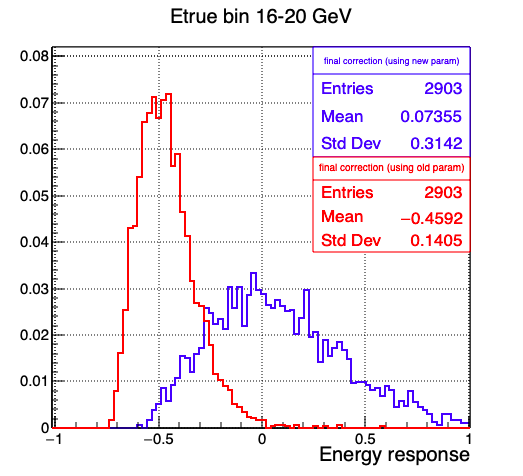 Etrue bin 16-20 GeV
final correction (using new param)
Entries 2903
Mean 0.07355
Std Dev 0.3142
final correction (using old param)
Entries 2903
Mean −0.4592
Std Dev 0.1405
0.08
0.07
0.06
0.05
0.04
0.03
0.02
0.01
0
−1 −0.5 0 0.5 1
Energy response